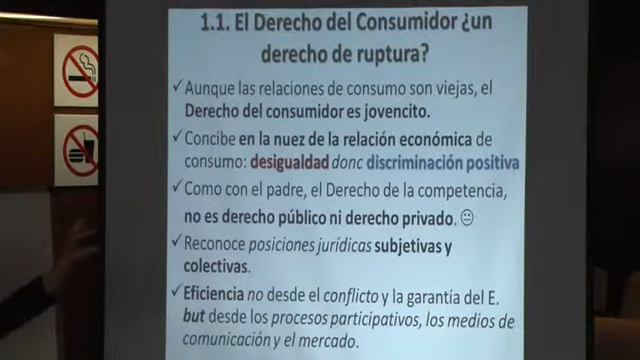 1.1. El Derecho del Consumidor ¿un
derecho de ruptura?
✓Aunque las relaciones de consumo son viejas, el
Derecho del consumidor es jovencito.
✓Concibe en la nuez de la relación económica de
consumo: desigualdad donc discriminación positiva
✓Como con el padre, el Derecho de la competencia,
no es derecho público ni derecho privado. 😐
✓Reconoce posiciones jurídicas subjetivas y
colectivas.
✓Eficiencia no desde el conflicto y la garantía del E.
but desde los procesos participativos, los medios de
comunicación y el mercado.